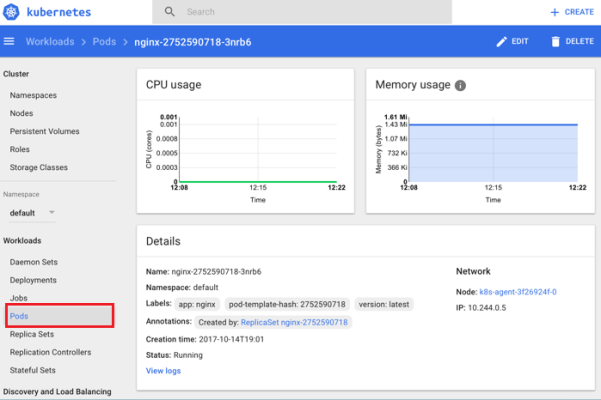 kubernetes
Search
+ CREATE
Workloads > Pods > nginx-2752590718-3nrb6
EDIT
DELETE
Cluster
Namespaces
Nodes
Persistent Volumes
Roles
Storage Classes
Namespace
default
Workloads
Daemon Sets
Deployments
Jobs
Pods
Replica Sets
Replication Controllers
Stateful Sets
Discovery and Load Balancing
CPU usage
CPU (cores)
0.001
0.001
0.0008
0.0005
0.0003
0
12:08
12:15
12:22
Time
Memory usage
Memory (bytes)
1.61 Mi
1.43 Mi
1.07 Mi
732 Ki
366 Ki
0
12:08
12:15
12:22
Time
Details
Name: nginx-2752590718-3nrb6
Namespace: default
Labels: app: nginx pod-template-hash: 2752590718 version: latest
Annotations: Created by: ReplicaSet nginx-2752590718
Creation time: 2017-10-14T19:01
Status: Running
View logs
Network
Node: k8s-agent-3f26924f-0
IP: 10.244.0.5